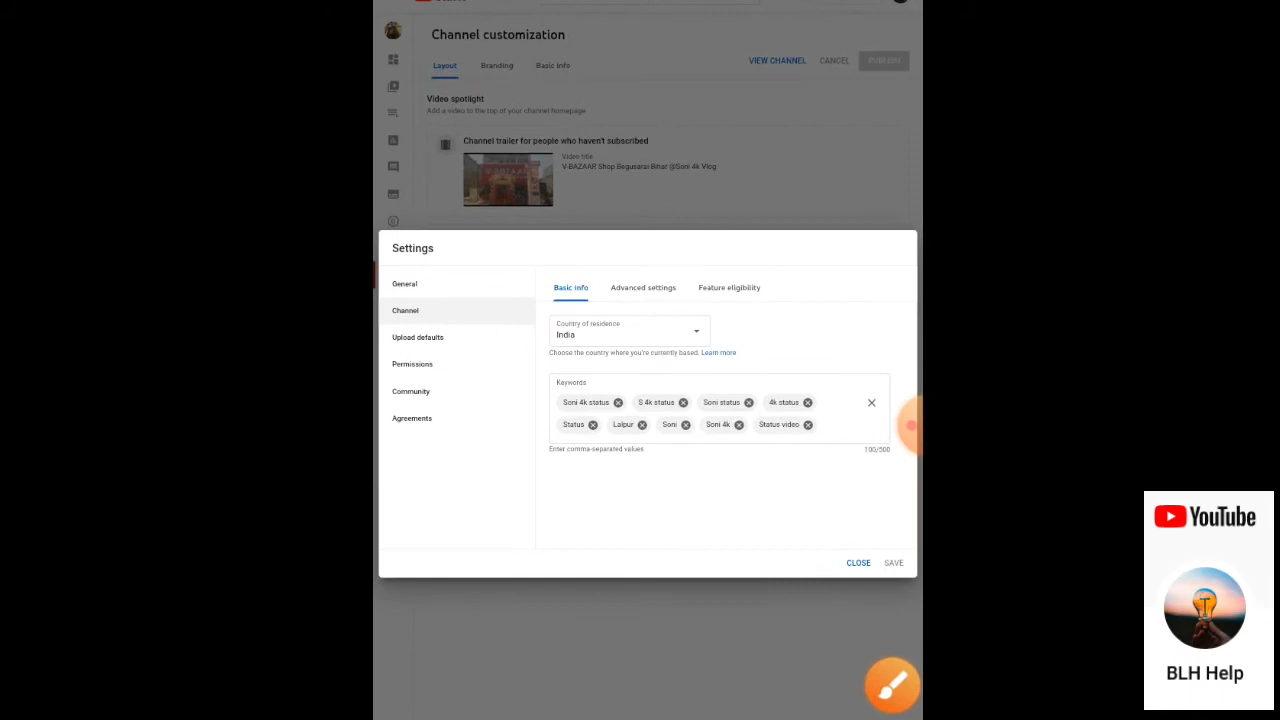 Channel customization
VIEW CHANNEL CANCEL PUBLISH
Layout Branding Basic info
Video spotlight
Add a video to the top of your channel homepage
Channel trailer for people who haven't subscribed
Video title
V-BAZAAR Shop Begusarai Bihar @Soni 4k Vlog
Settings
General
Channel
Upload defaults
Permissions
Community
Agreements
Basic info Advanced settings Feature eligibility
Country of residence
India
Choose the country where you're currently based. Learn more
Keywords
Soni 4k status S 4k status Soni status 4k status
Status Lalpur Soni Soni 4k Status video
Enter comma-separated values 100/500
CLOSE SAVE
YouTube
BLH Help